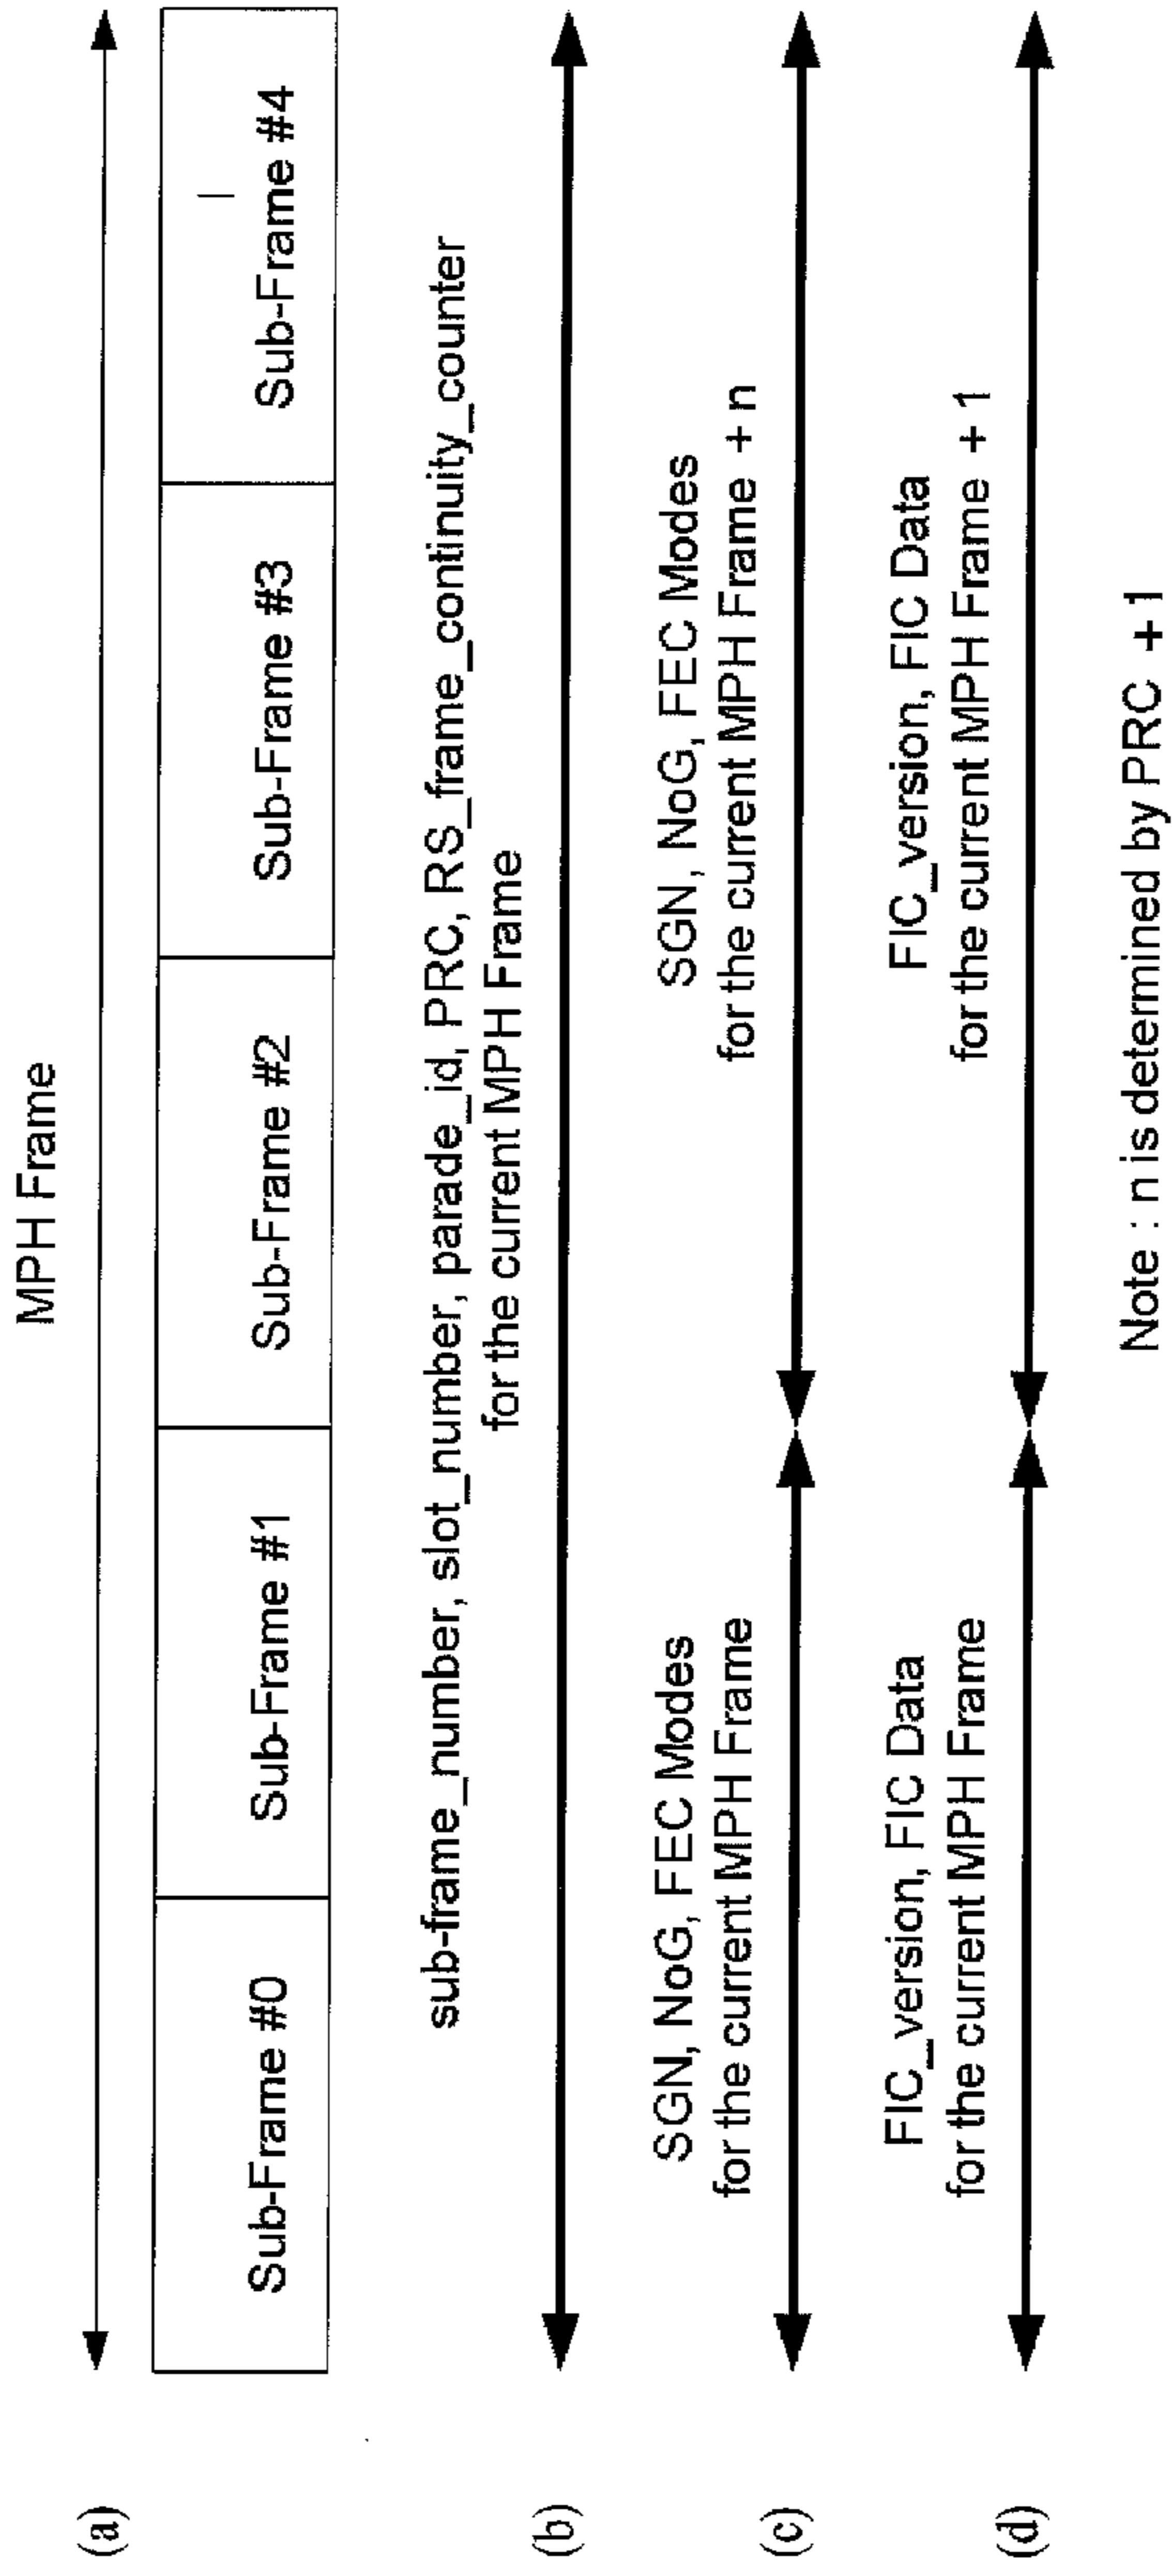 (a)
MPH Frame
Sub-Frame #0
Sub-Frame #1
Sub-Frame #2
Sub-Frame #3
Sub-Frame #4
(b)
sub-frame_number, slot_number, parade_id, PRC, RS_frame_continuity_counter
for the current MPH Frame
(c)
SGN, NoG, FEC Modes
for the current MPH Frame
SGN, NoG, FEC Modes
for the current MPH Frame + n
(d)
FIC_version, FIC Data
for the current MPH Frame
FIC_version, FIC Data
for the current MPH Frame + 1
Note : n is determined by PRC + 1